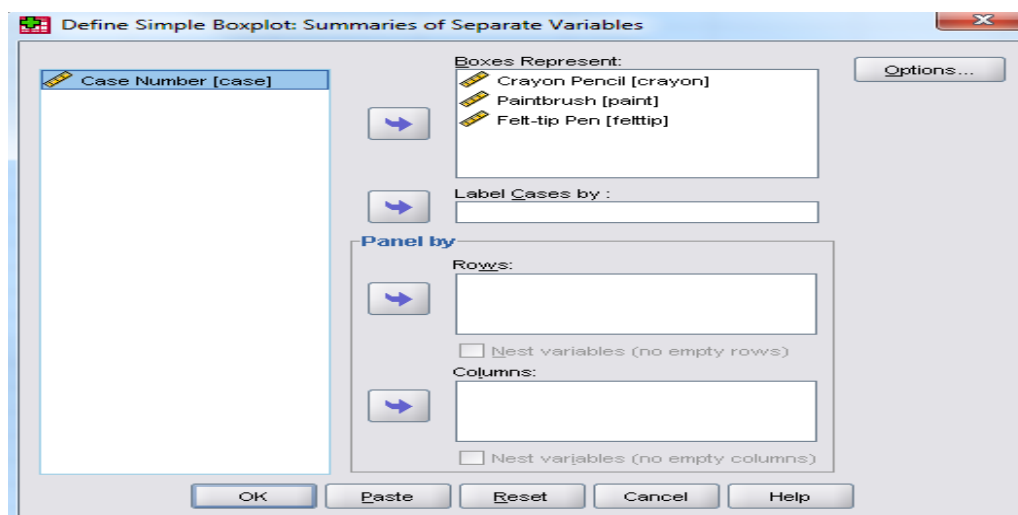 Define Simple Boxplot: Summaries of Separate Variables
Case Number [case]
Boxes Represent:
Crayon Pencil [crayon]
Paintbrush [paint]
Felt-tip Pen [felttip]
Options...
Label Cases by :
Panel by
Rows:
Nest variables (no empty rows)
Columns:
Nest variables (no empty columns)
OK Paste Reset Cancel Help